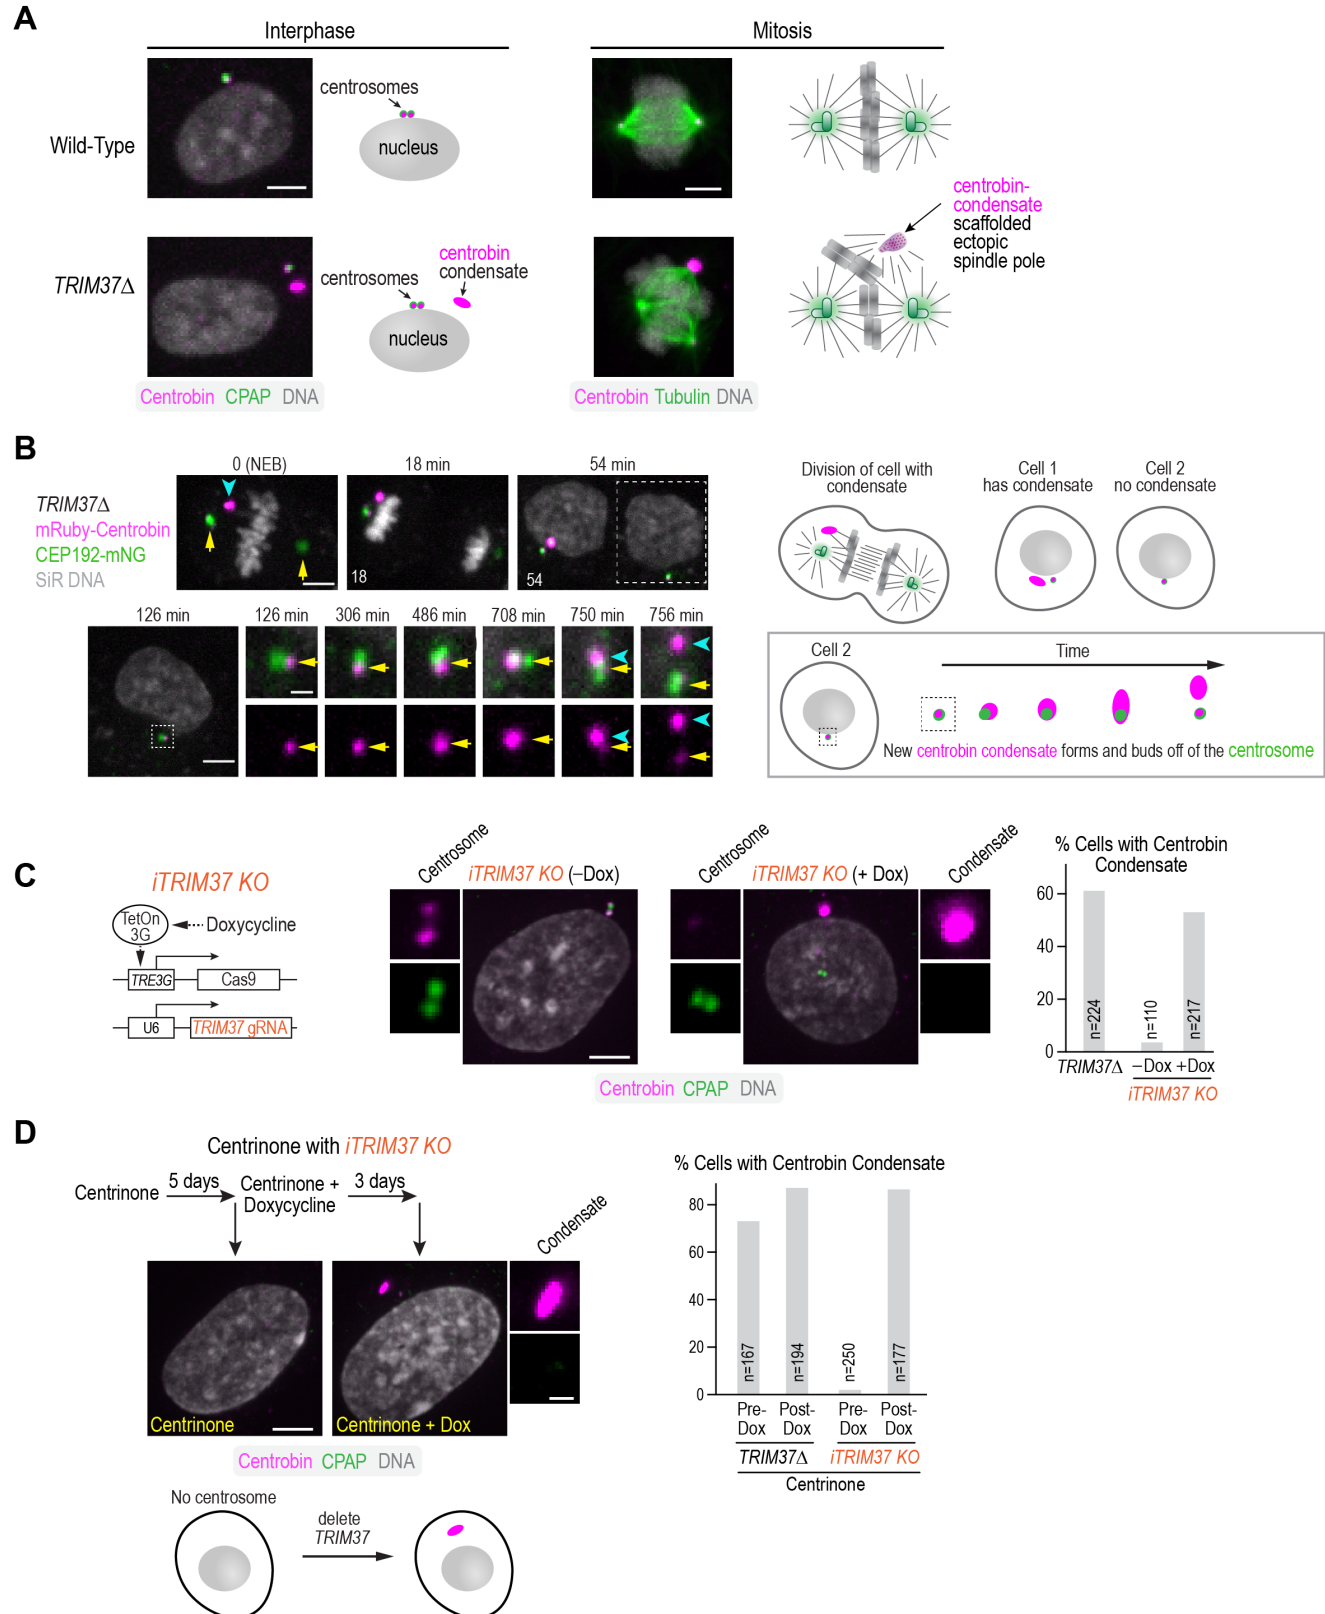 A
Interphase
Mitosis
Wild-Type
centrosomes
nucleus
centrobin-
condensate
scaffolded
ectopic
spindle pole
TRIM37Δ
centrosomes
centrobin
condensate
nucleus
Centrobin CPAP DNA
Centrobin Tubulin DNA
B
0 (NEB)
18 min
54 min
TRIM37Δ
mRuby-Centrobin
CEP192-mNG
SiR DNA
18
54
126 min
126 min
306 min
486 min
708 min
750 min
756 min
Division of cell with
condensate
Cell 1
has condensate
Cell 2
no condensate
Cell 2
Time
New centrobin condensate forms and buds off of the centrosome
C
iTRIM37 KO
TetOn
3G
Doxycycline
TRE3G
Cas9
U6
TRIM37 gRNA
Centrosome
iTRIM37 KO (–Dox)
Centrosome
iTRIM37 KO (+ Dox)
Condensate
Centrobin CPAP DNA
% Cells with Centrobin
Condensate
60
40
20
0
n=224
n=110
n=217
TRIM37Δ
–Dox +Dox
iTRIM37 KO
D
Centrinone with iTRIM37 KO
Centrinone
5 days
Centrinone +
Doxycycline
3 days
Condensate
Centrinone
Centrinone + Dox
Centrobin CPAP DNA
No centrosome
delete
TRIM37
% Cells with Centrobin Condensate
80
60
40
20
0
n=167
n=194
n=250
n=177
Pre-
Dox
Post-
Dox
Pre-
Dox
Post-
Dox
TRIM37Δ
iTRIM37 KO
Centrinone